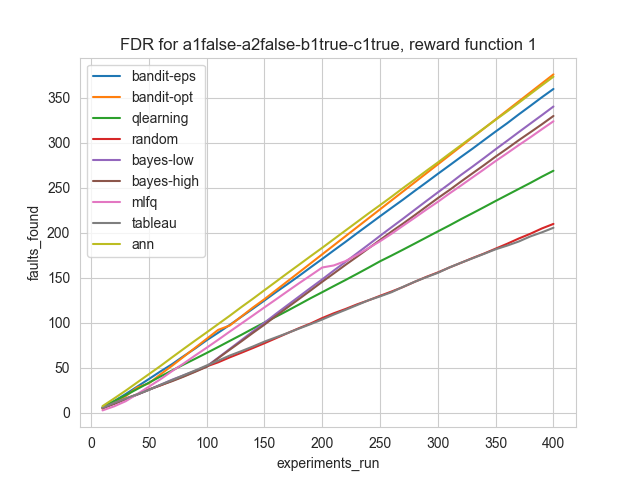 FDR for a1false-a2false-b1true-c1true, reward function 1
bandit-eps
bandit-opt
qlearning
random
bayes-low
bayes-high
mlfq
tableau
ann
faults_found
350
300
250
200
150
100
50
0
0 50 100 150 200 250 300 350 400
experiments_run